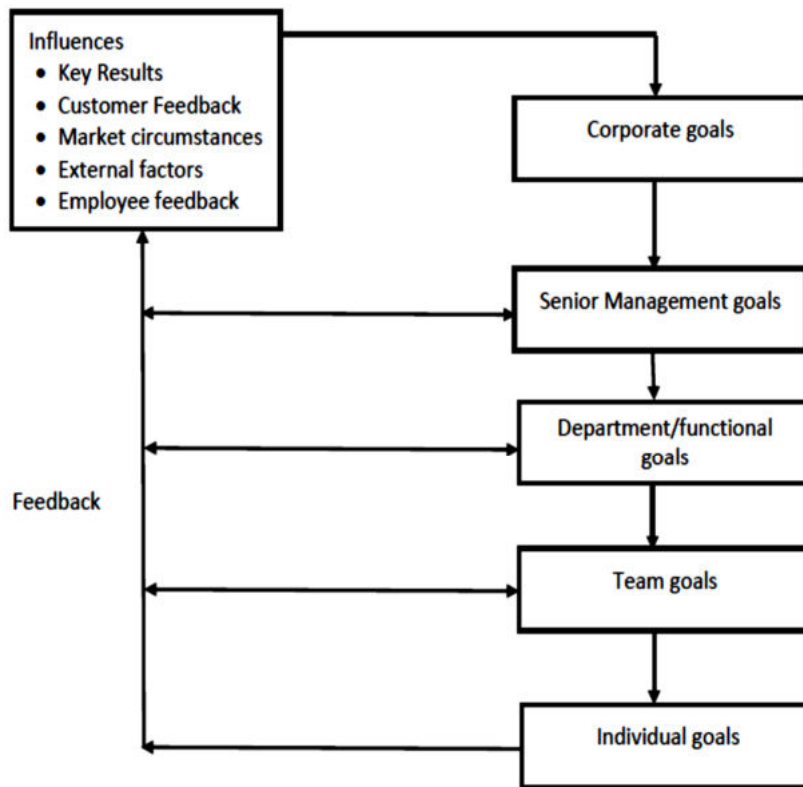 Influences
• Key Results
• Customer Feedback
• Market circumstances
• External factors
• Employee feedback
Corporate goals
Senior Management goals
Department/functional
goals
Feedback
Team goals
Individual goals